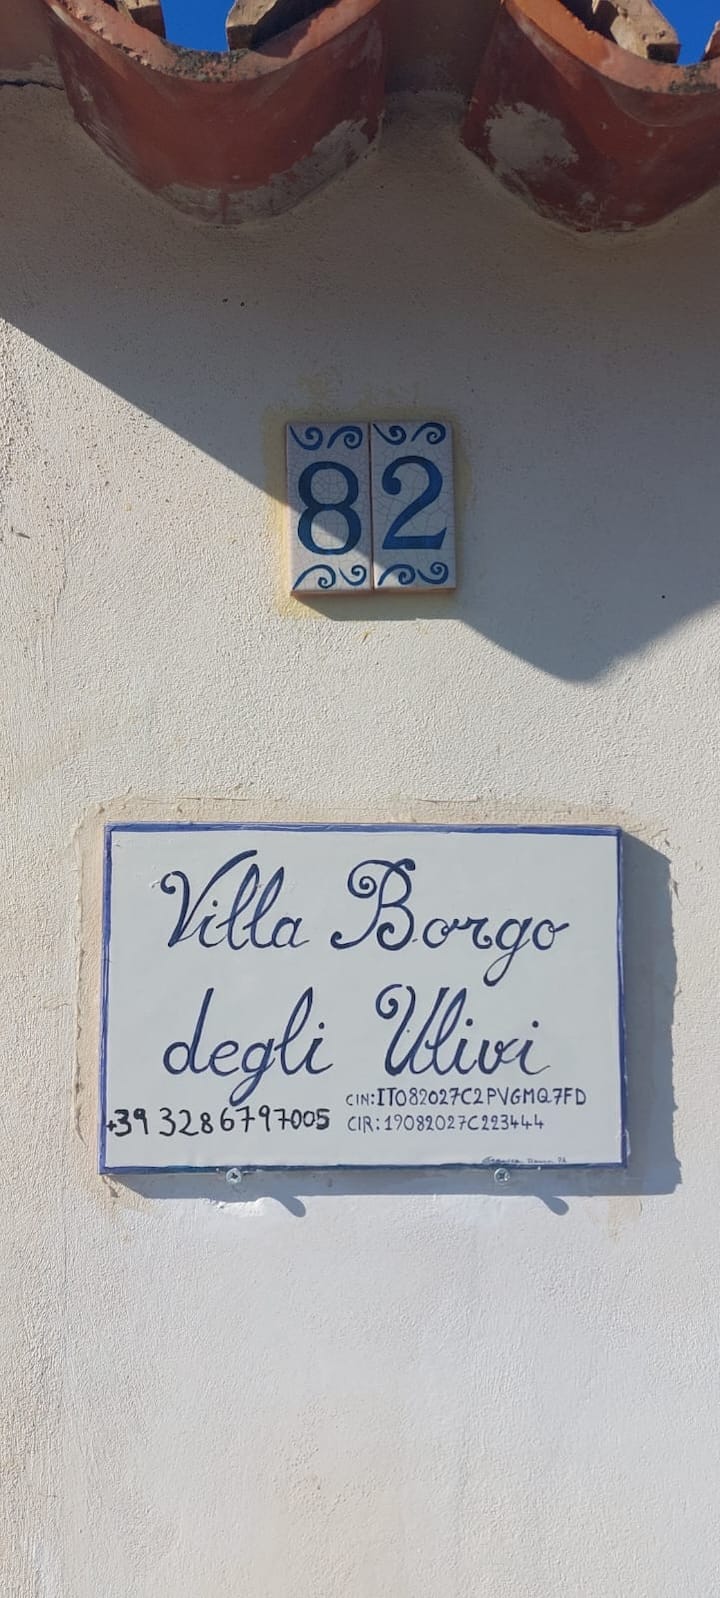 82
Villa Borgo
degli Ulivi
CIN:IT082027C2PVGMQ7FD
+39 3286797005 CIR:19082027C223444